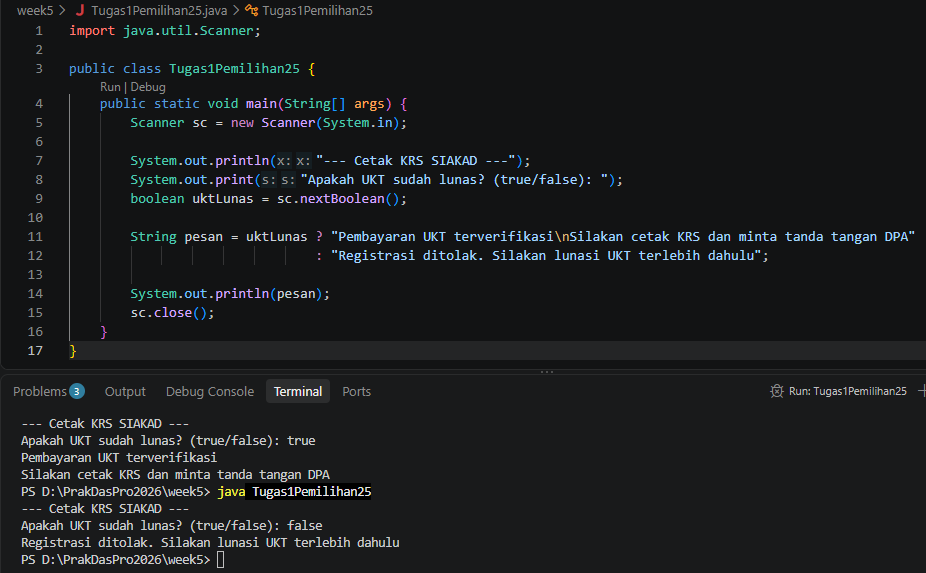 week5 > J Tugas1Pemilihan25.java > Tugas1Pemilihan25
1 import java.util.Scanner;
2
3 public class Tugas1Pemilihan25 {
Run | Debug
4 public static void main(String[] args) {
5 Scanner sc = new Scanner(System.in);
6
7 System.out.println(x: x: "--- Cetak KRS SIAKAD ---");
8 System.out.print(s: s: "Apakah UKT sudah lunas? (true/false): ");
9 boolean uktLunas = sc.nextBoolean();
10
11 String pesan = uktLunas ? "Pembayaran UKT terverifikasi\nSilakan cetak KRS dan minta tanda tangan DPA"
12 : "Registrasi ditolak. Silakan lunasi UKT terlebih dahulu";
13
14 System.out.println(pesan);
15 sc.close();
16 }
17 }
Problems 3 Output Debug Console Terminal Ports Run: Tugas1Pemilihan25
--- Cetak KRS SIAKAD ---
Apakah UKT sudah lunas? (true/false): true
Pembayaran UKT terverifikasi
Silakan cetak KRS dan minta tanda tangan DPA
PS D:\PrakDasPro2026\week5> java Tugas1Pemilihan25
--- Cetak KRS SIAKAD ---
Apakah UKT sudah lunas? (true/false): false
Registrasi ditolak. Silakan lunasi UKT terlebih dahulu
PS D:\PrakDasPro2026\week5>